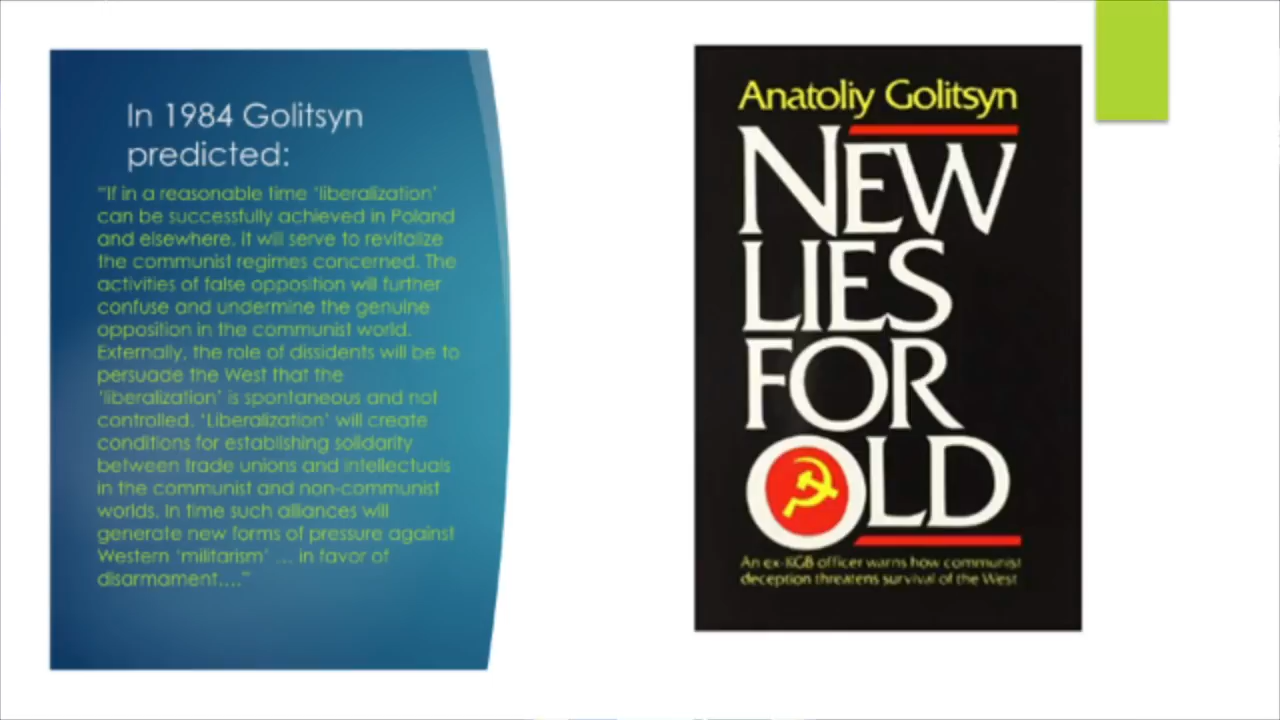 In 1984 Golitsyn
predicted:
"If in a reasonable time 'liberalization'
can be successfully achieved in Poland
and elsewhere, it will serve to revitalize
the communist regimes concerned. The
activities of false opposition will further
confuse and undermine the genuine
opposition in the communist world.
Externally, the role of dissidents will be to
persuade the West that the
'liberalization' is spontaneous and not
controlled. 'Liberalization' will create
conditions for establishing solidarity
between trade unions and intellectuals
in the communist and non-communist
worlds. In time such alliances will
generate new forms of pressure against
Western 'militarism' ... in favor of
disarmament...."
Anatoliy Golitsyn
NEW
LIES
FOR
OLD
An ex-KGB officer warns how communist
deception threatens survival of the West